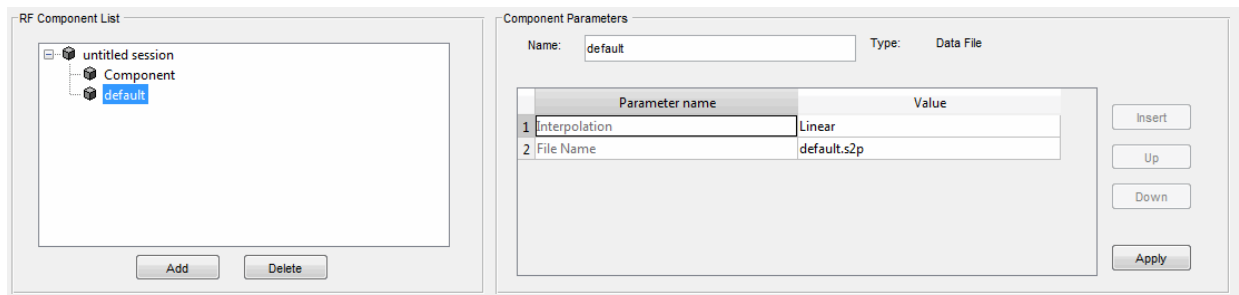 RF Component List
untitled session
Component
default
Add
Delete
Component Parameters
Name:
default
Type:
Data File
Parameter name
Value
1
Interpolation
Linear
2
File Name
default.s2p
Insert
Up
Down
Apply